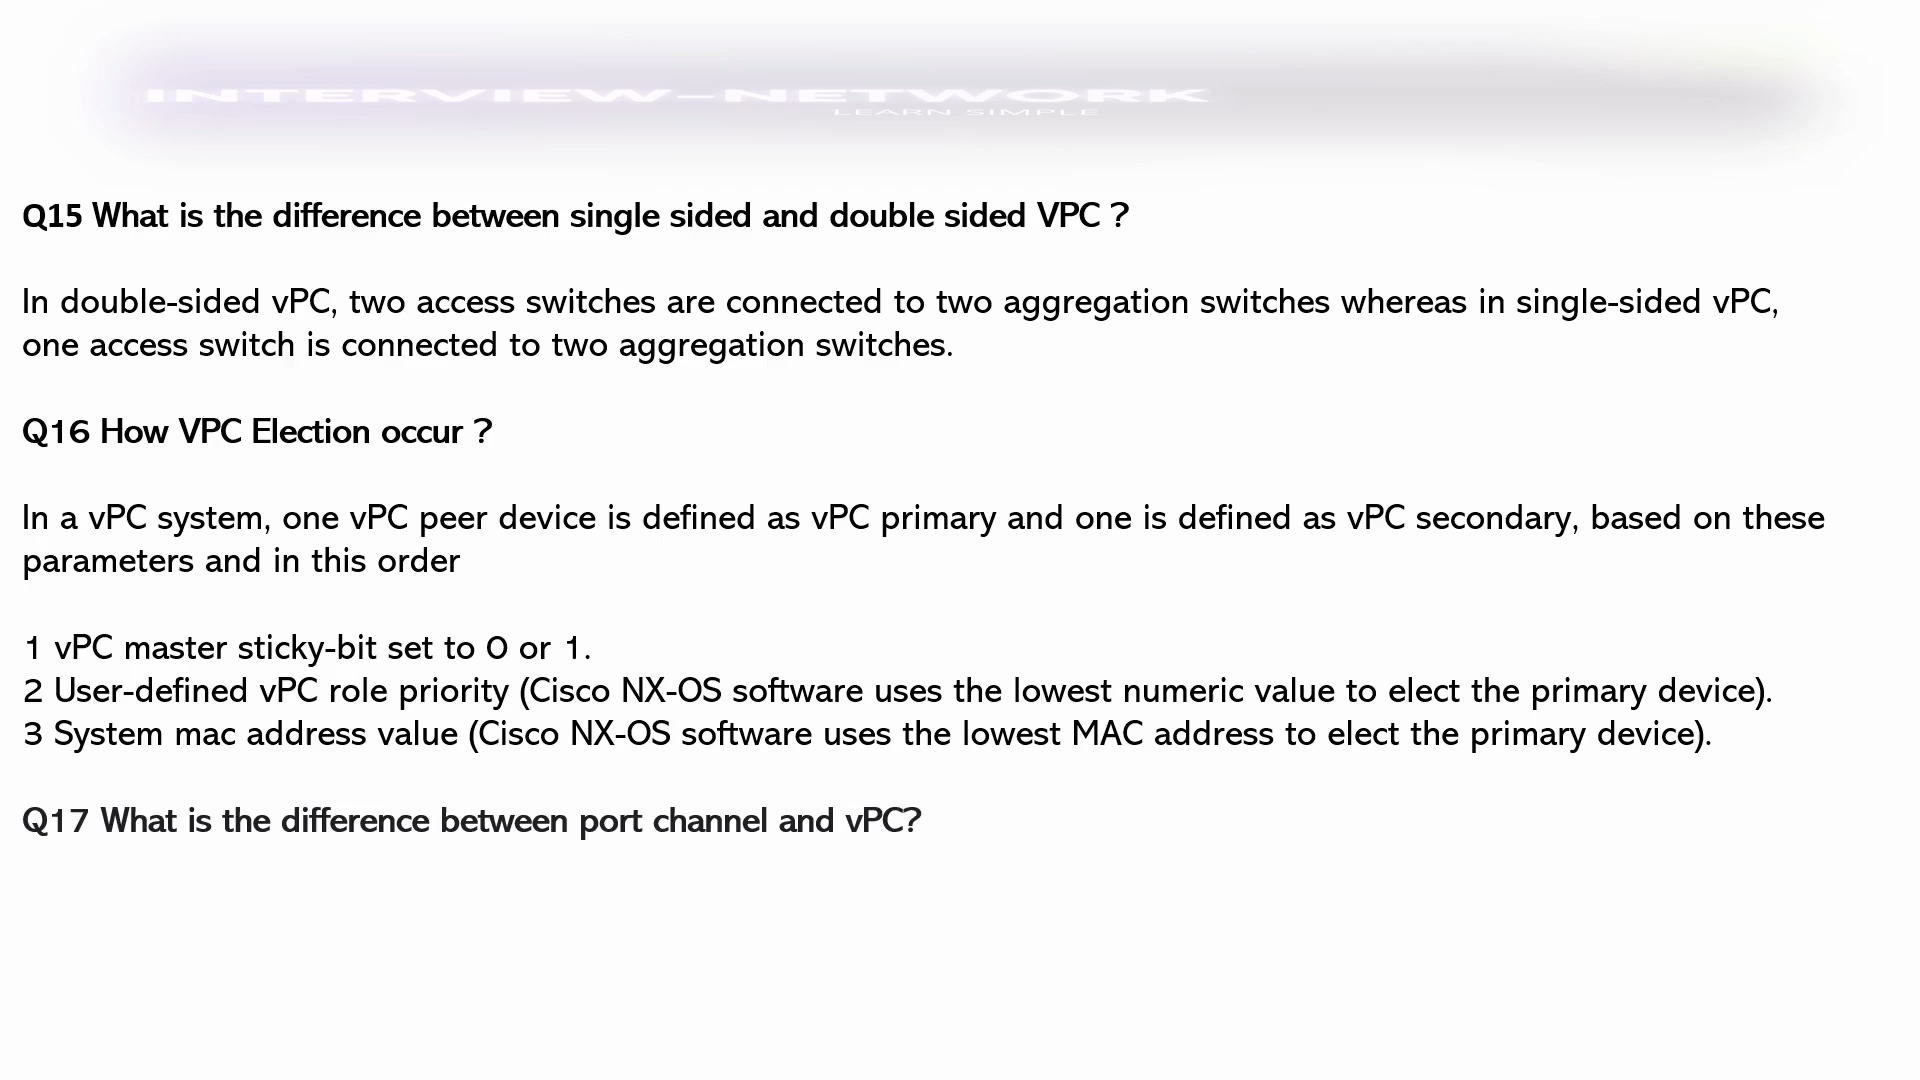 INTERVIEW-NETWORK
LEARN SIMPLE
Q15 What is the difference between single sided and double sided VPC ?
In double-sided vPC, two access switches are connected to two aggregation switches whereas in single-sided vPC,
one access switch is connected to two aggregation switches.
Q16 How VPC Election occur ?
In a vPC system, one vPC peer device is defined as vPC primary and one is defined as vPC secondary, based on these
parameters and in this order
1 vPC master sticky-bit set to 0 or 1.
2 User-defined vPC role priority (Cisco NX-OS software uses the lowest numeric value to elect the primary device).
3 System mac address value (Cisco NX-OS software uses the lowest MAC address to elect the primary device).
Q17 What is the difference between port channel and vPC?